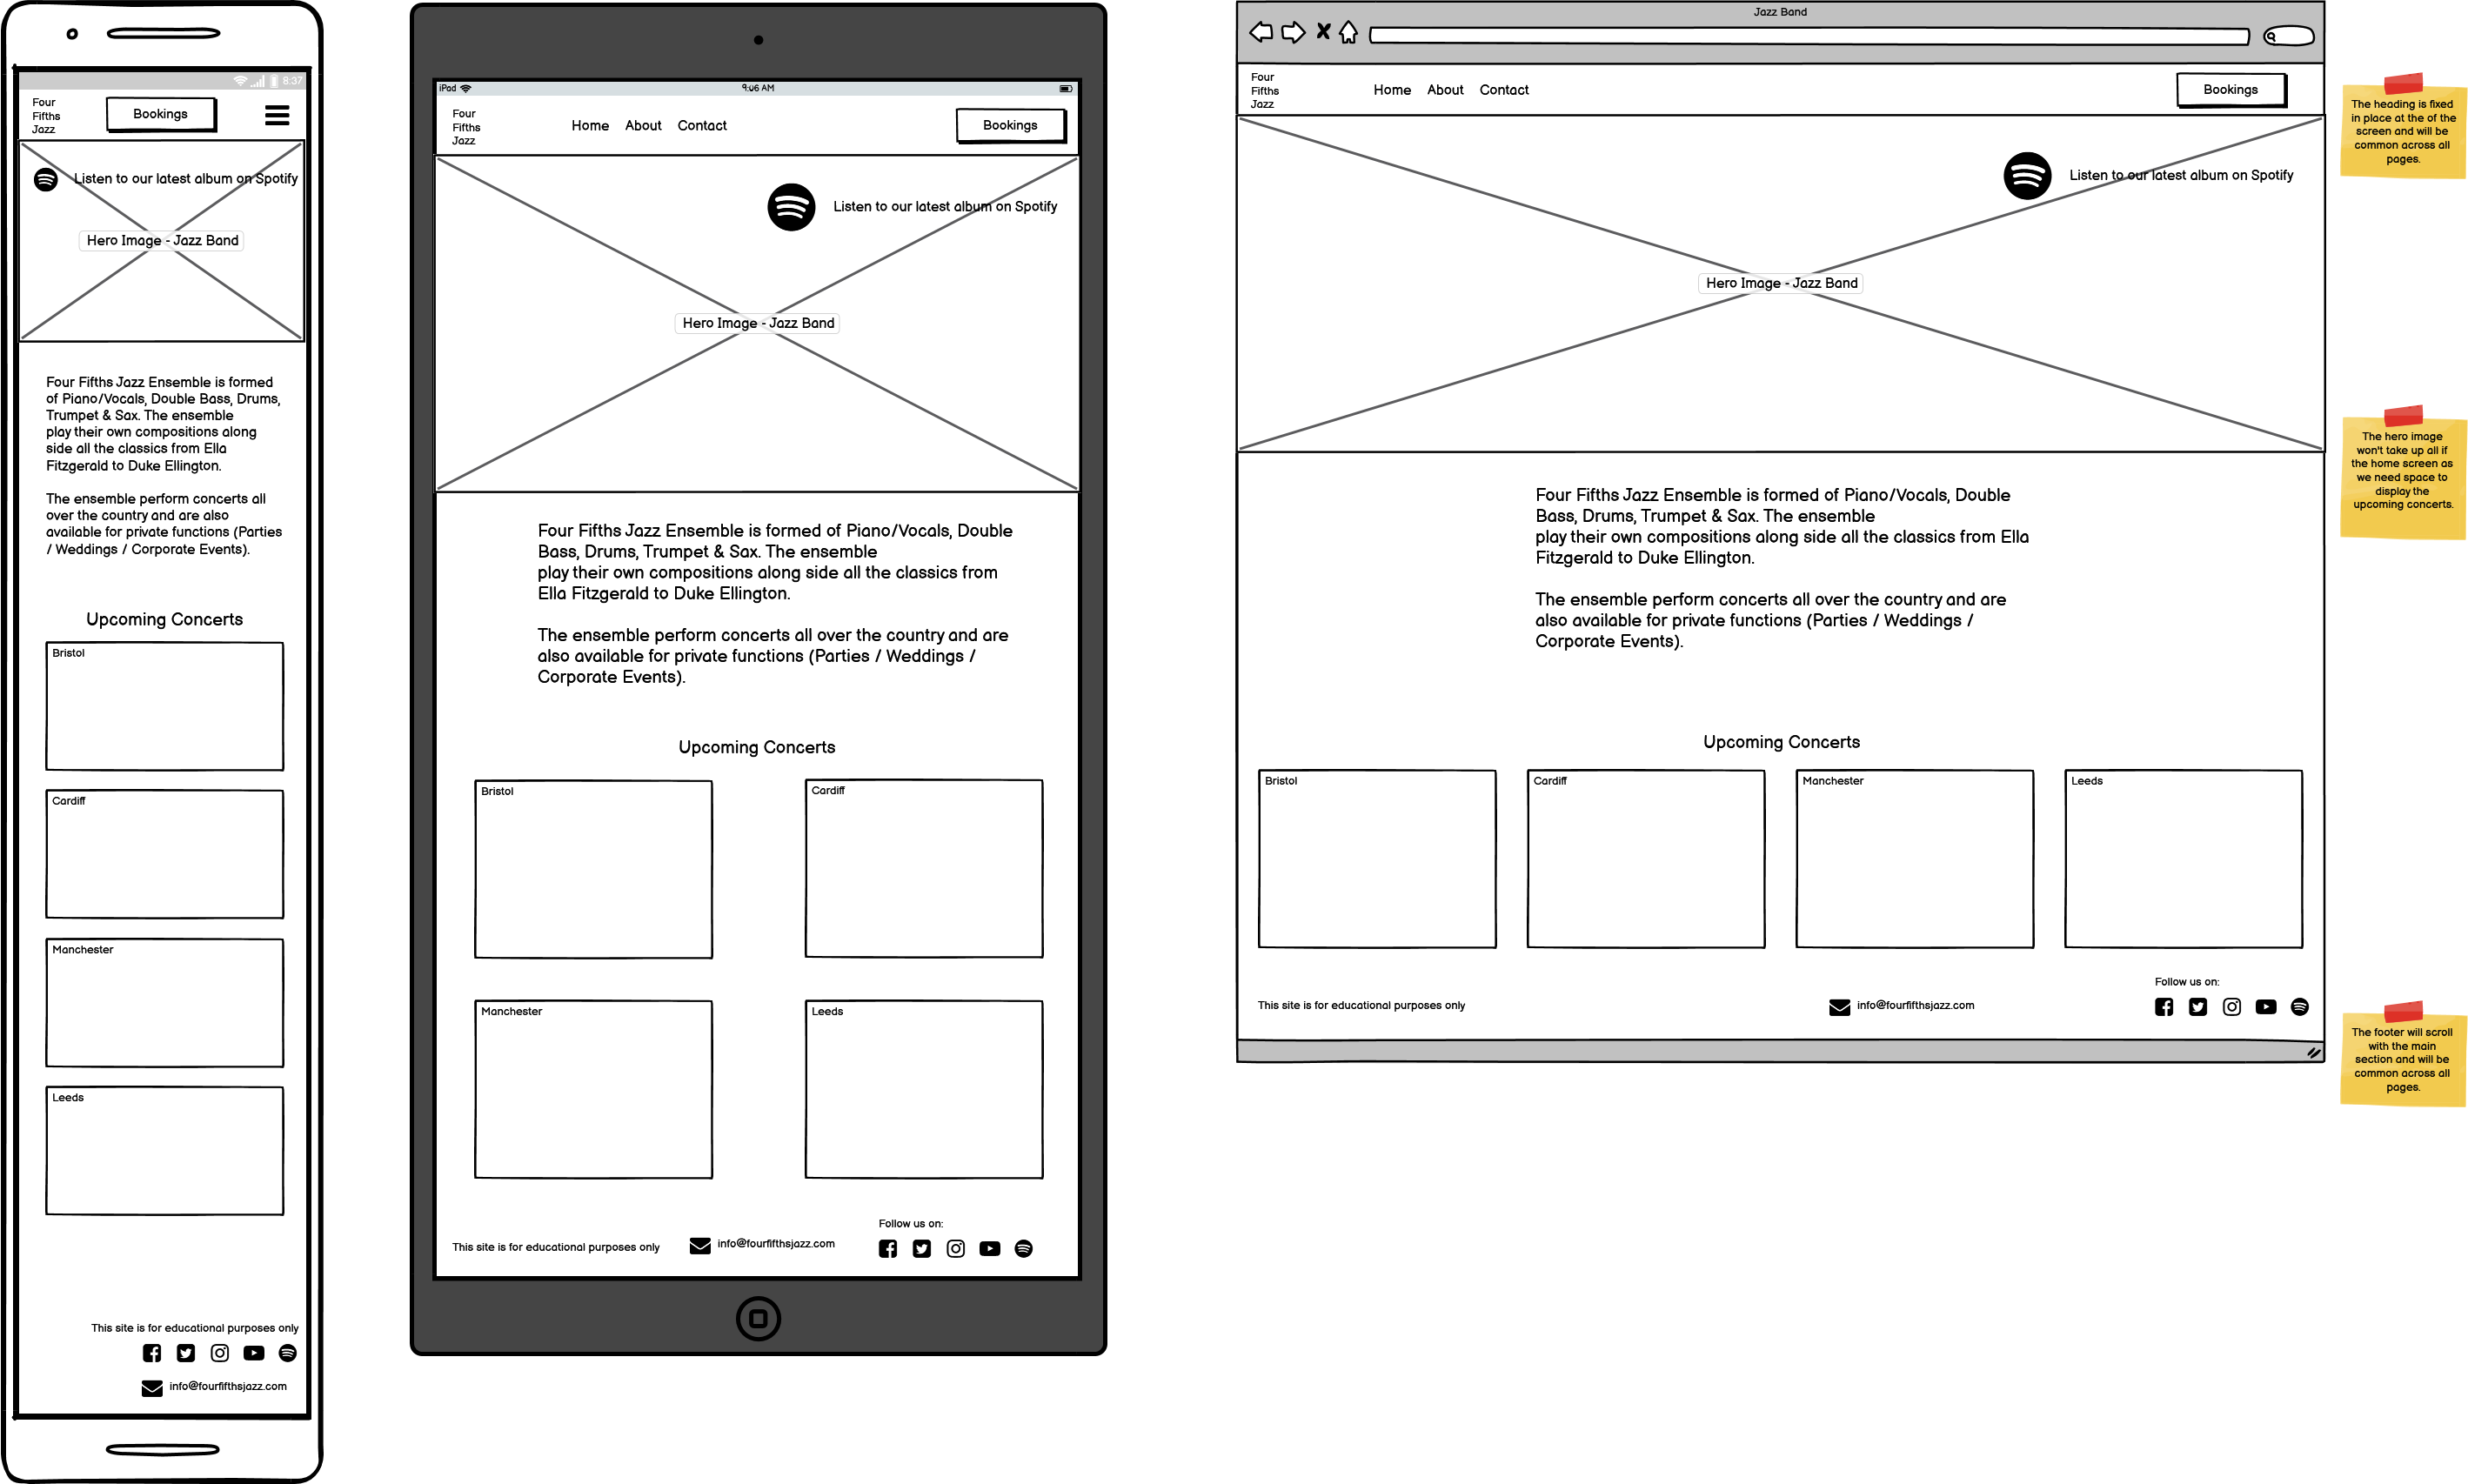 8:37
Four
Fifths
Jazz
Bookings
Listen to our latest album on Spotify
Hero Image - Jazz Band
Four Fifths Jazz Ensemble is formed
of Piano/Vocals, Double Bass, Drums,
Trumpet & Sax. The ensemble
play their own compositions along
side all the classics from Ella
Fitzgerald to Duke Ellington.
The ensemble perform concerts all
over the country and are also
available for private functions (Parties
/ Weddings / Corporate Events).
Upcoming Concerts
Bristol
Cardiff
Manchester
Leeds
This site is for educational purposes only
info@fourfifthsjazz.com
iPad
9:06 AM
Four
Fifths
Jazz
Home About Contact
Bookings
Listen to our latest album on Spotify
Hero Image - Jazz Band
Four Fifths Jazz Ensemble is formed of Piano/Vocals, Double
Bass, Drums, Trumpet & Sax. The ensemble
play their own compositions along side all the classics from
Ella Fitzgerald to Duke Ellington.
The ensemble perform concerts all over the country and are
also available for private functions (Parties / Weddings /
Corporate Events).
Upcoming Concerts
Bristol
Cardiff
Manchester
Leeds
This site is for educational purposes only
info@fourfifthsjazz.com
Follow us on:
Jazz Band
Four
Fifths
Jazz
Home About Contact
Bookings
Listen to our latest album on Spotify
Hero Image - Jazz Band
Four Fifths Jazz Ensemble is formed of Piano/Vocals, Double
Bass, Drums, Trumpet & Sax. The ensemble
play their own compositions along side all the classics from Ella
Fitzgerald to Duke Ellington.
The ensemble perform concerts all over the country and are
also available for private functions (Parties / Weddings /
Corporate Events).
Upcoming Concerts
Bristol
Cardiff
Manchester
Leeds
This site is for educational purposes only
info@fourfifthsjazz.com
Follow us on:
The heading is fixed
in place at the of the
screen and will be
common across all
pages.
The hero image
won't take up all if
the home screen as
we need space to
display the
upcoming concerts.
The footer will scroll
with the main
section and will be
common across all
pages.